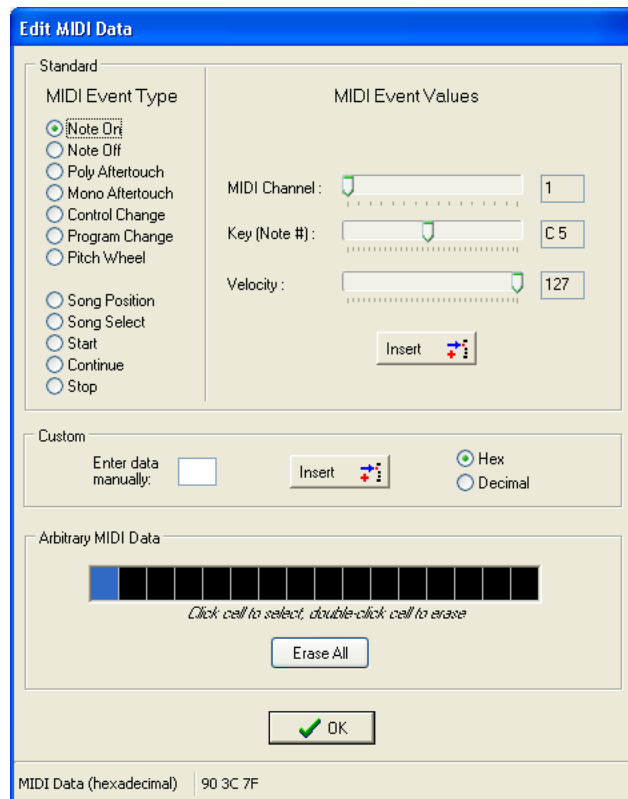 Edit MIDI Data
Standard
MIDI Event Type
Note On
Note Off
Poly Aftertouch
Mono Aftertouch
Control Change
Program Change
Pitch Wheel
Song Position
Song Select
Start
Continue
Stop
MIDI Event Values
MIDI Channel : 1
Key (Note #) : C 5
Velocity : 127
Insert
Custom
Enter data
manually:
Insert
Hex
Decimal
Arbitrary MIDI Data
Click cell to select, double-click cell to erase
Erase All
OK
MIDI Data (hexadecimal) 90 3C 7F